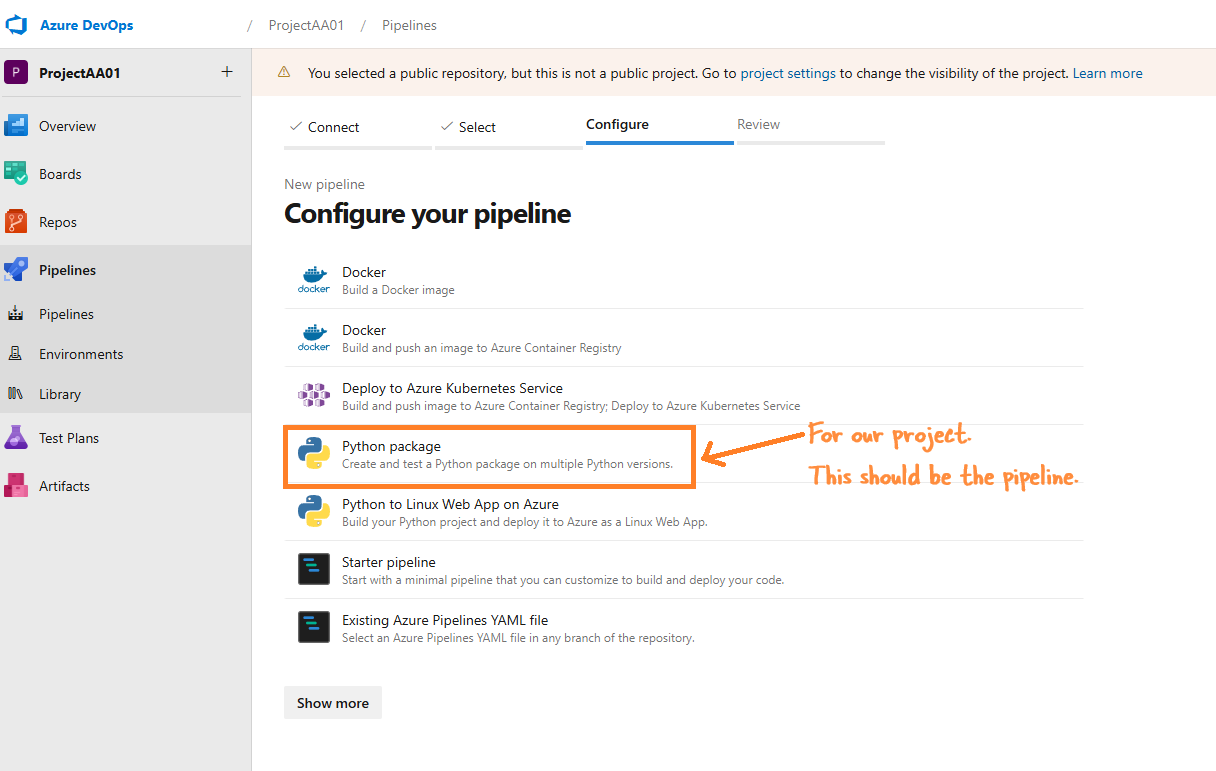 Azure DevOps / ProjectAA01 / Pipelines
P ProjectAA01 +
You selected a public repository, but this is not a public project. Go to project settings to change the visibility of the project. Learn more
Overview
Boards
Repos
Pipelines
Pipelines
Environments
Library
Test Plans
Artifacts
Connect Select Configure Review
New pipeline
Configure your pipeline
docker Docker
Build a Docker image
docker Docker
Build and push an image to Azure Container Registry
Deploy to Azure Kubernetes Service
Build and push image to Azure Container Registry; Deploy to Azure Kubernetes Service
Python package
Create and test a Python package on multiple Python versions.
For our project.
This should be the pipeline.
Python to Linux Web App on Azure
Build your Python project and deploy it to Azure as a Linux Web App.
Starter pipeline
Start with a minimal pipeline that you can customize to build and deploy your code.
Existing Azure Pipelines YAML file
Select an Azure Pipelines YAML file in any branch of the repository.
Show more